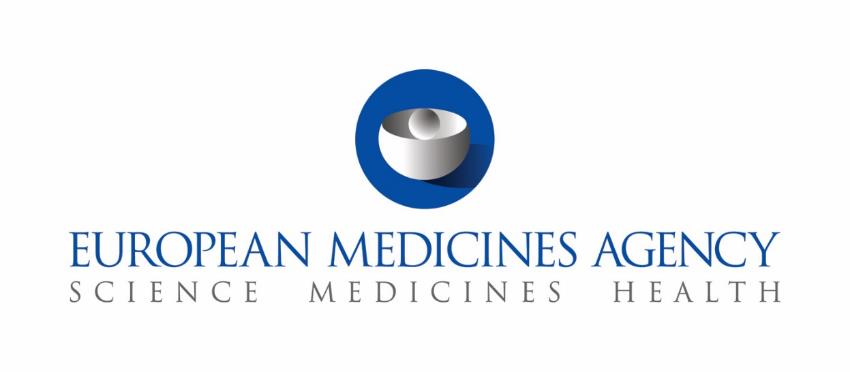 EUROPEAN MEDICINES AGENCY
SCIENCE MEDICINES HEALTH